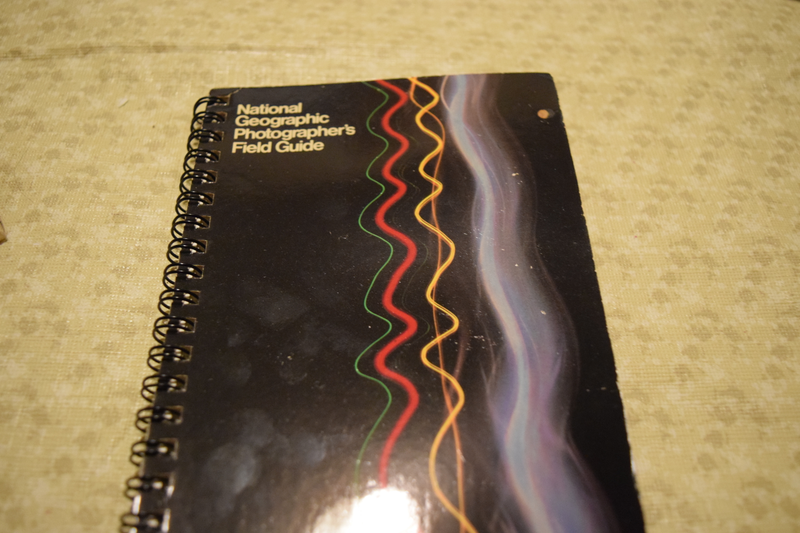 National
Geographic
Photographer's
Field Guide